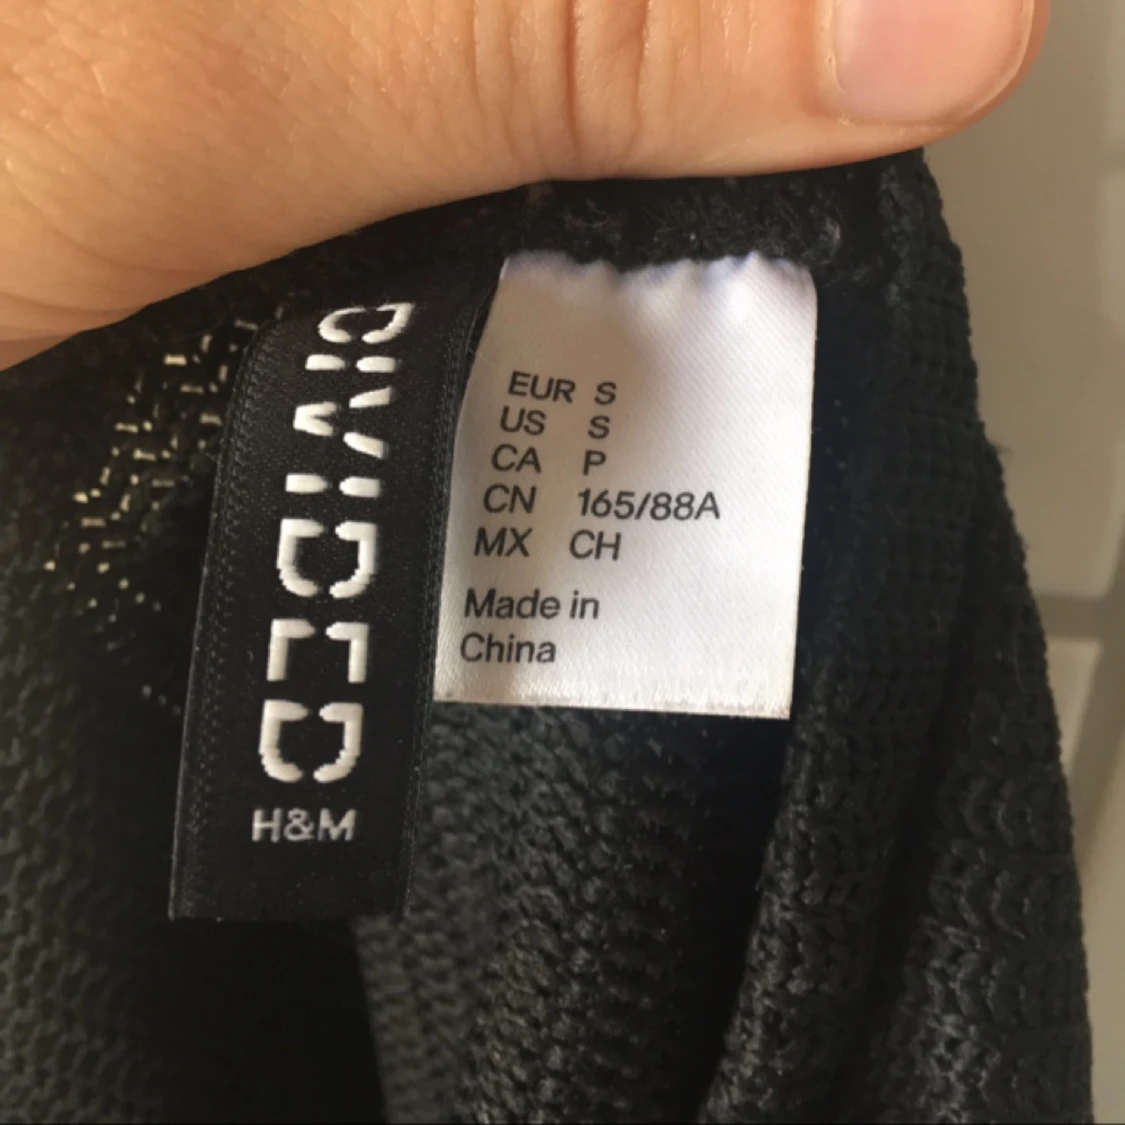 DIVIDED
H&M
EUR S
US S
CA P
CN 165/88A
MX CH
Made in
China